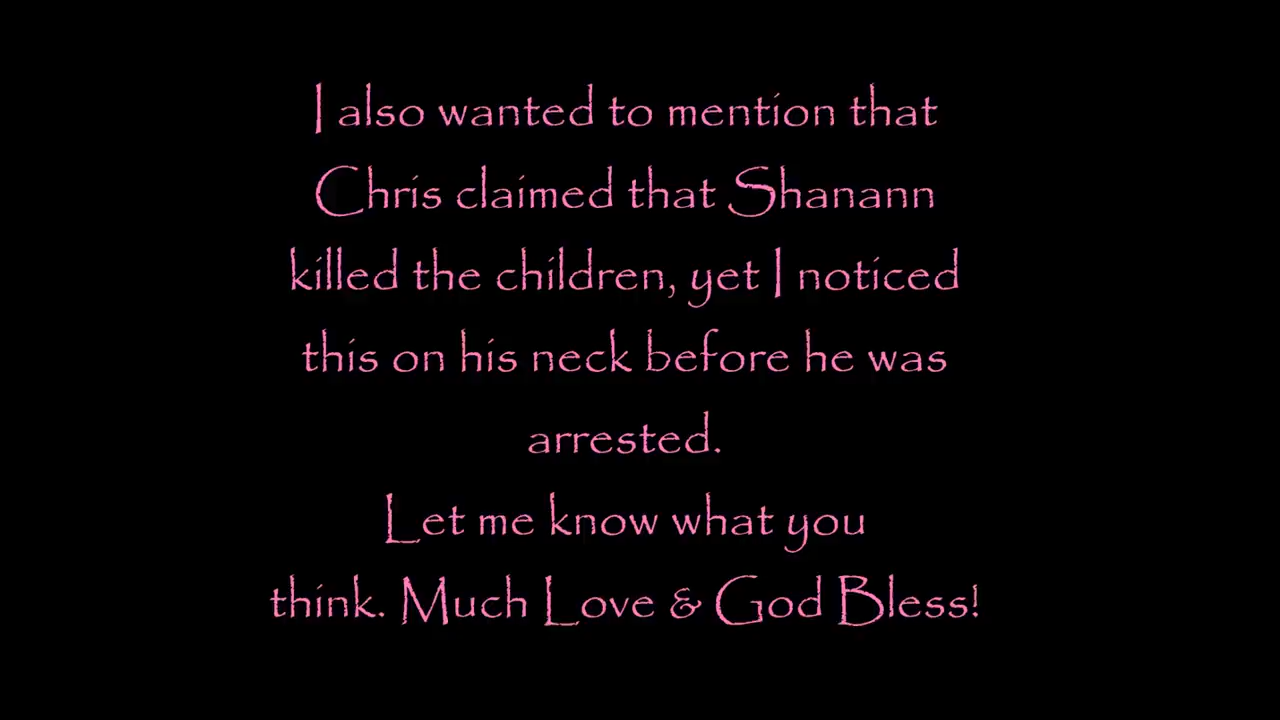 I also wanted to mention that
Chris claimed that Shanann
killed the children, yet I noticed
this on his neck before he was
arrested.
Let me know what you
think. Much Love & God Bless!